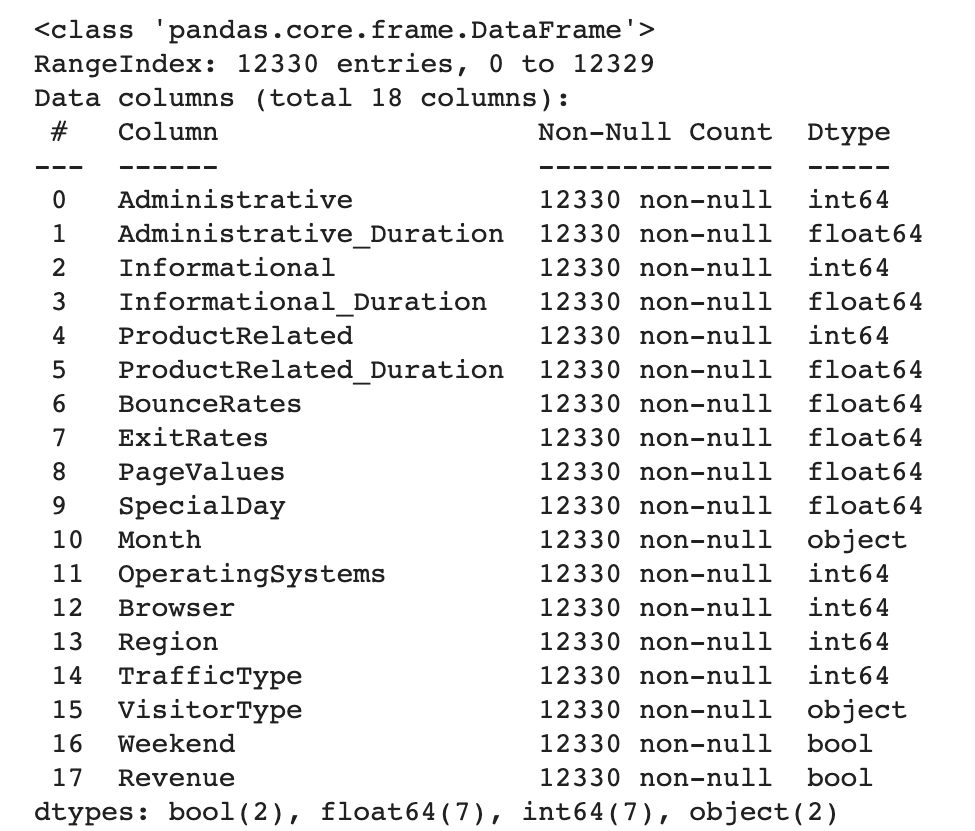 <class 'pandas.core.frame.DataFrame'>
RangeIndex: 12330 entries, 0 to 12329
Data columns (total 18 columns):
 #   Column                   Non-Null Count  Dtype
---  ------                   --------------  -----
 0   Administrative           12330 non-null  int64
 1   Administrative_Duration  12330 non-null  float64
 2   Informational            12330 non-null  int64
 3   Informational_Duration   12330 non-null  float64
 4   ProductRelated           12330 non-null  int64
 5   ProductRelated_Duration  12330 non-null  float64
 6   BounceRates              12330 non-null  float64
 7   ExitRates                12330 non-null  float64
 8   PageValues               12330 non-null  float64
 9   SpecialDay               12330 non-null  float64
 10  Month                    12330 non-null  object
 11  OperatingSystems         12330 non-null  int64
 12  Browser                  12330 non-null  int64
 13  Region                   12330 non-null  int64
 14  TrafficType              12330 non-null  int64
 15  VisitorType              12330 non-null  object
 16  Weekend                  12330 non-null  bool
 17  Revenue                  12330 non-null  bool
dtypes: bool(2), float64(7), int64(7), object(2)